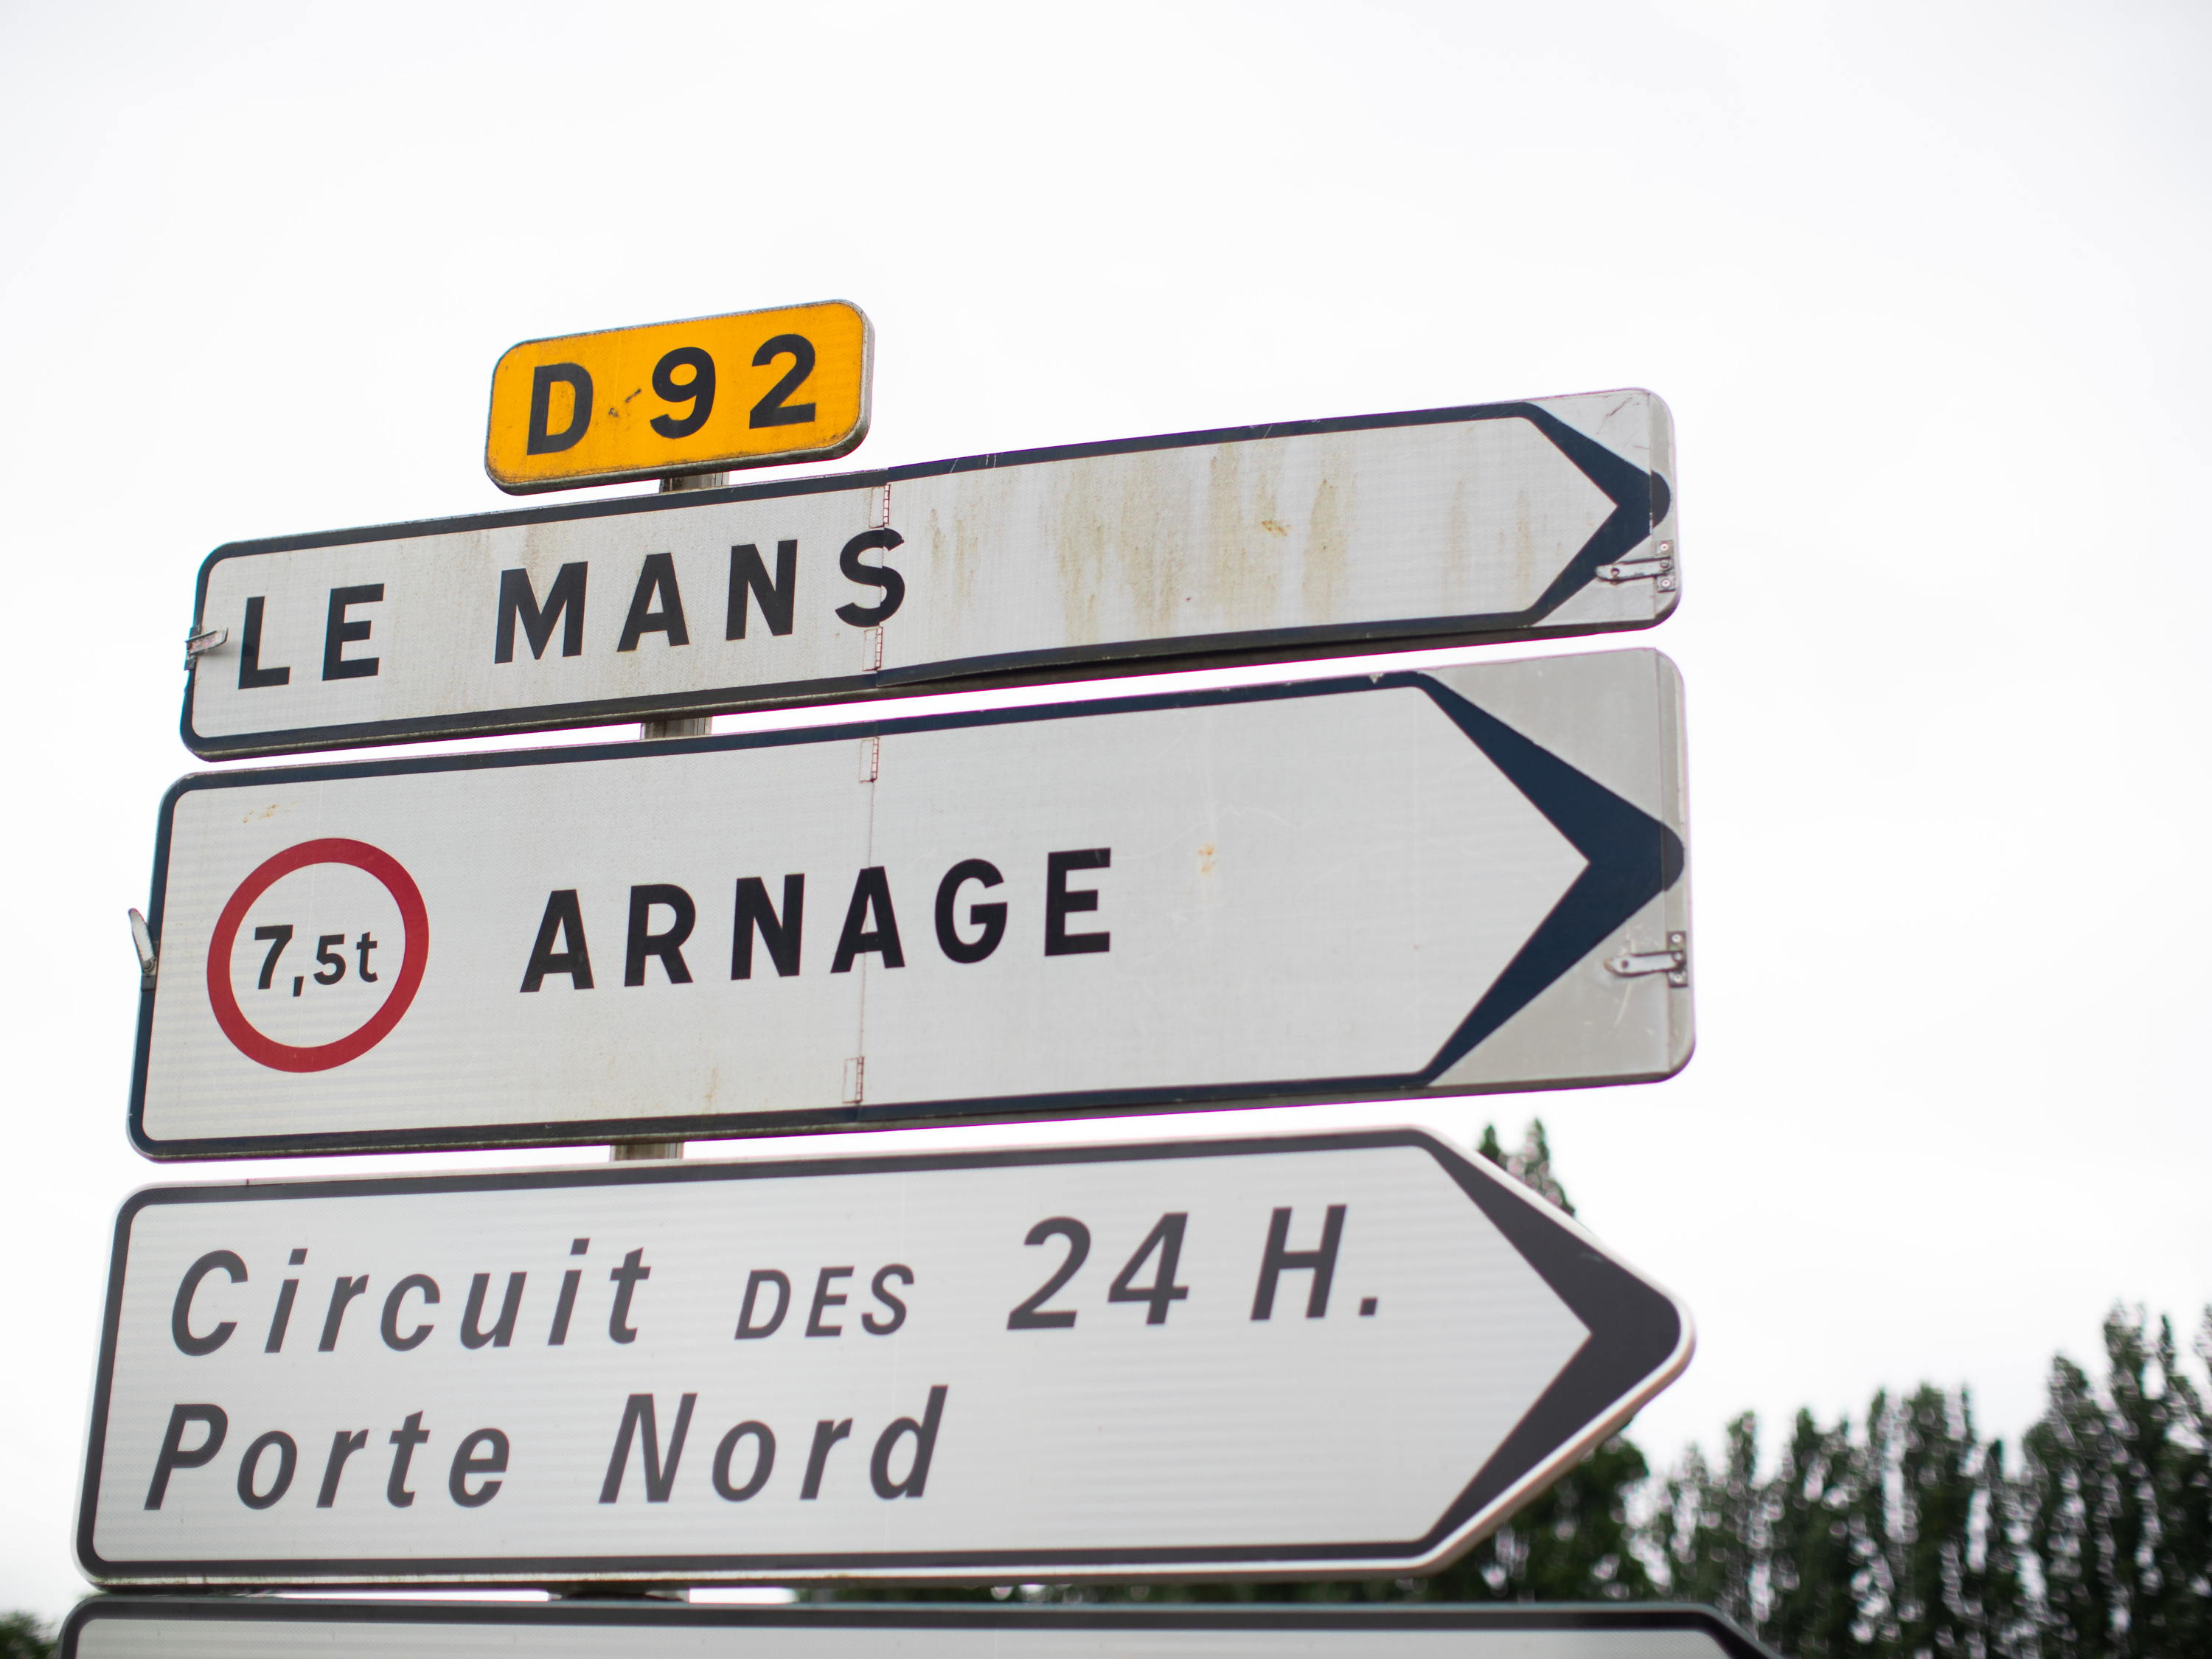 D 92
LE MANS
7,5t ARNAGE
Circuit DES 24 H.
Porte Nord